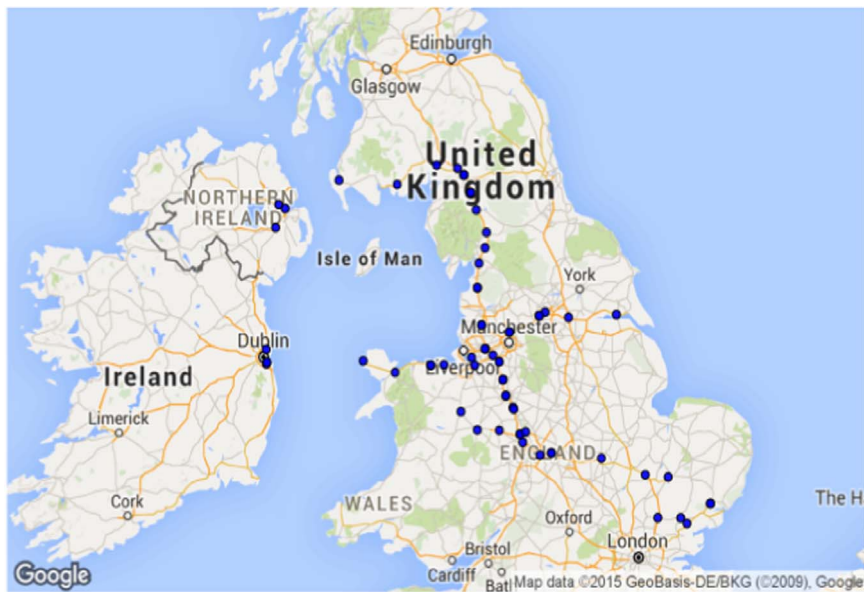 Edinburgh
Glasgow
United
Kingdom
NORTHERN
IRELAND
Isle of Man
York
Dublin
Manchester
Liverpool
Ireland
Limerick
ENGLAND
Cork
WALES
The H
Oxford
London
Bristol
Cardiff
Bat
Google
Map data ©2015 GeoBasis-DE/BKG (©2009), Google